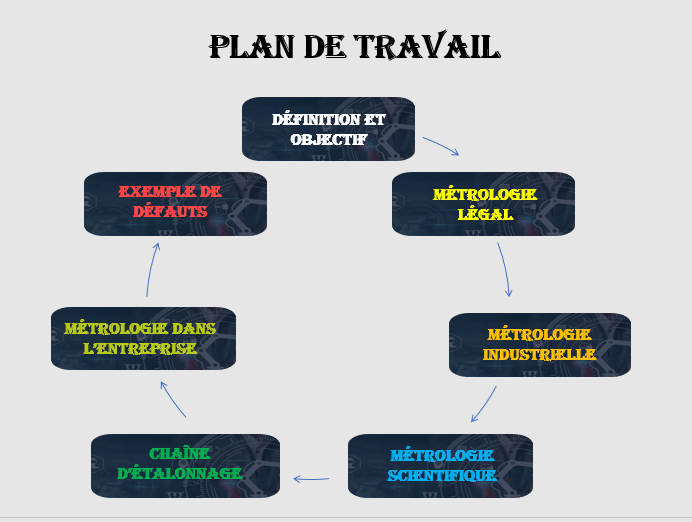 PLAN DE TRAVAIL
DÉFINITION ET
OBJECTIF
MÉTROLOGIE
LÉGAL
MÉTROLOGIE
INDUSTRIELLE
MÉTROLOGIE
SCIENTIFIQUE
CHAÎNE
D'ÉTALONNAGE
MÉTROLOGIE DANS
L'ENTREPRISE
EXEMPLE DE
DÉFAUTS